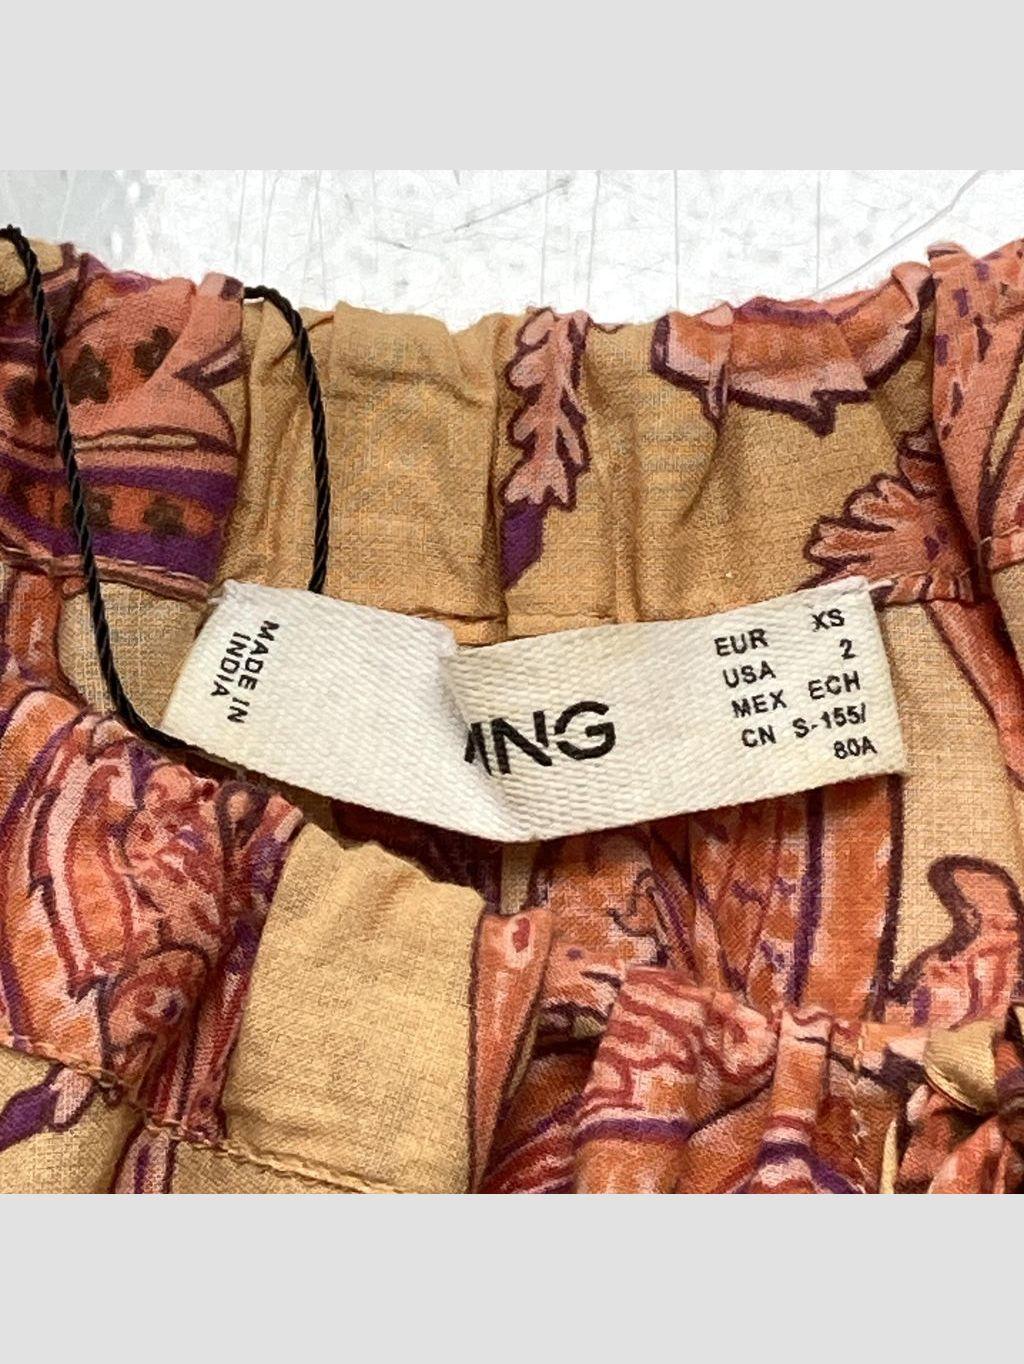 MADE IN
INDIA
MNG
EUR XS
USA 2
MEX ECH
CN S-155/
80A